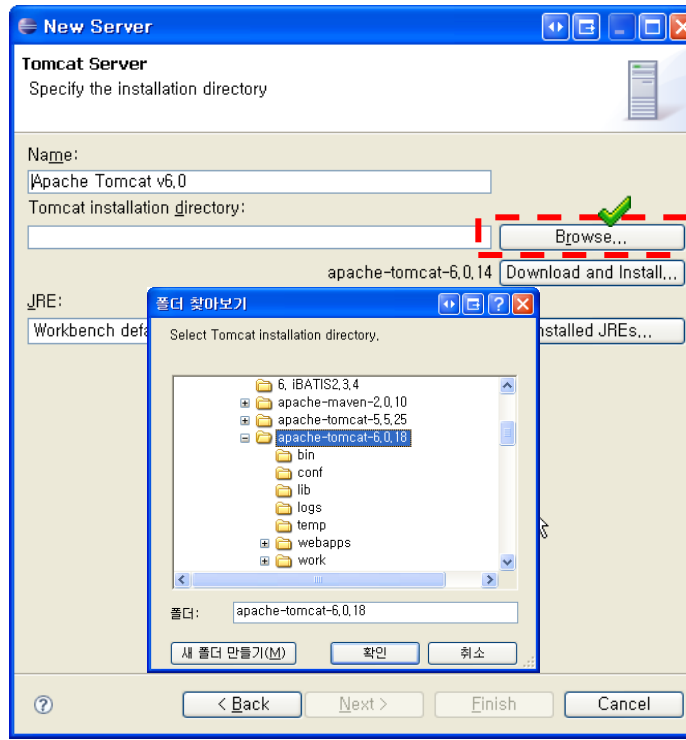 New Server
Tomcat Server
Specify the installation directory
Name:
Apache Tomcat v6.0
Tomcat installation directory:
Browse...
apache-tomcat-6.0.14 Download and Install...
JRE:
Workbench defa
nstalled JREs...
폴더 찾아보기
Select Tomcat installation directory.
6. iBATIS2.3.4
apache-maven-2.0.10
apache-tomcat-5.5.25
apache-tomcat-6.0.18
bin
conf
lib
logs
temp
webapps
work
폴더: apache-tomcat-6.0.18
새 폴더 만들기(M) 확인 취소
? < Back Next > Finish Cancel